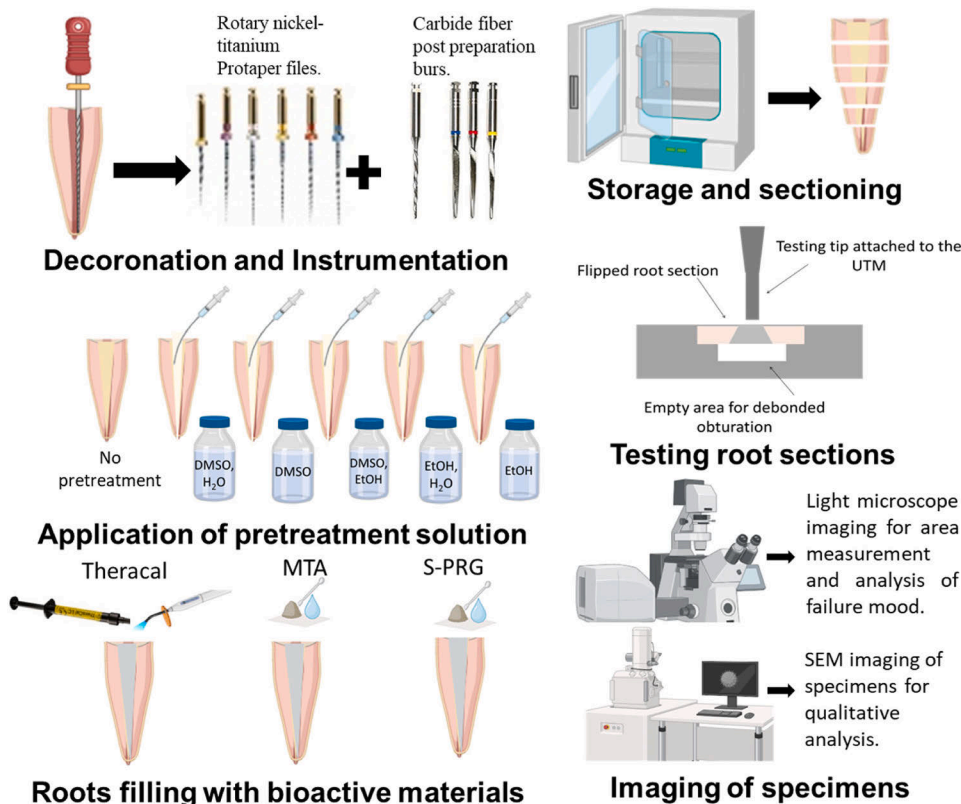 Rotary nickel-
titanium
Protaper files.
Carbide fiber
post preparation
burs.
Decoronation and Instrumentation
No
pretreatment
DMSO,
H₂O
DMSO
DMSO,
EtOH
EtOH,
H₂O
EtOH
Application of pretreatment solution
Theracal
MTA
S-PRG
Roots filling with bioactive materials
Storage and sectioning
Testing tip attached to the
UTM
Flipped root section
Empty area for debonded
obturation
Testing root sections
Light microscope
imaging for area
measurement
and analysis of
failure mood.
SEM imaging of
specimens for
qualitative
analysis.
Imaging of specimens